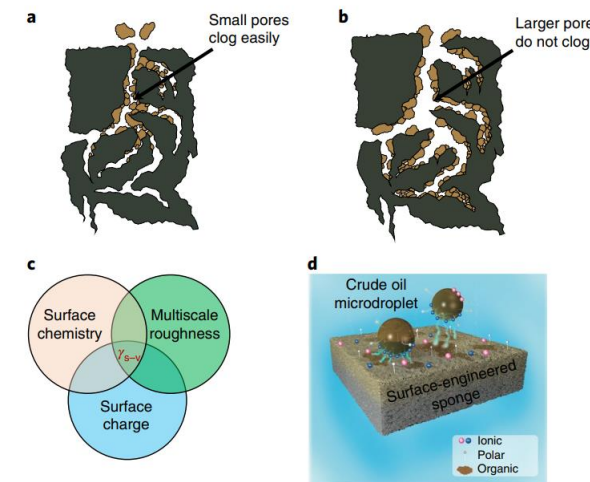 a
Small pores
clog easily
b
Larger pore
do not clog
c
Surface
chemistry
Multiscale
roughness
γs–v
Surface
charge
d
Crude oil
microdroplet
Surface-engineered
sponge
Ionic
Polar
Organic